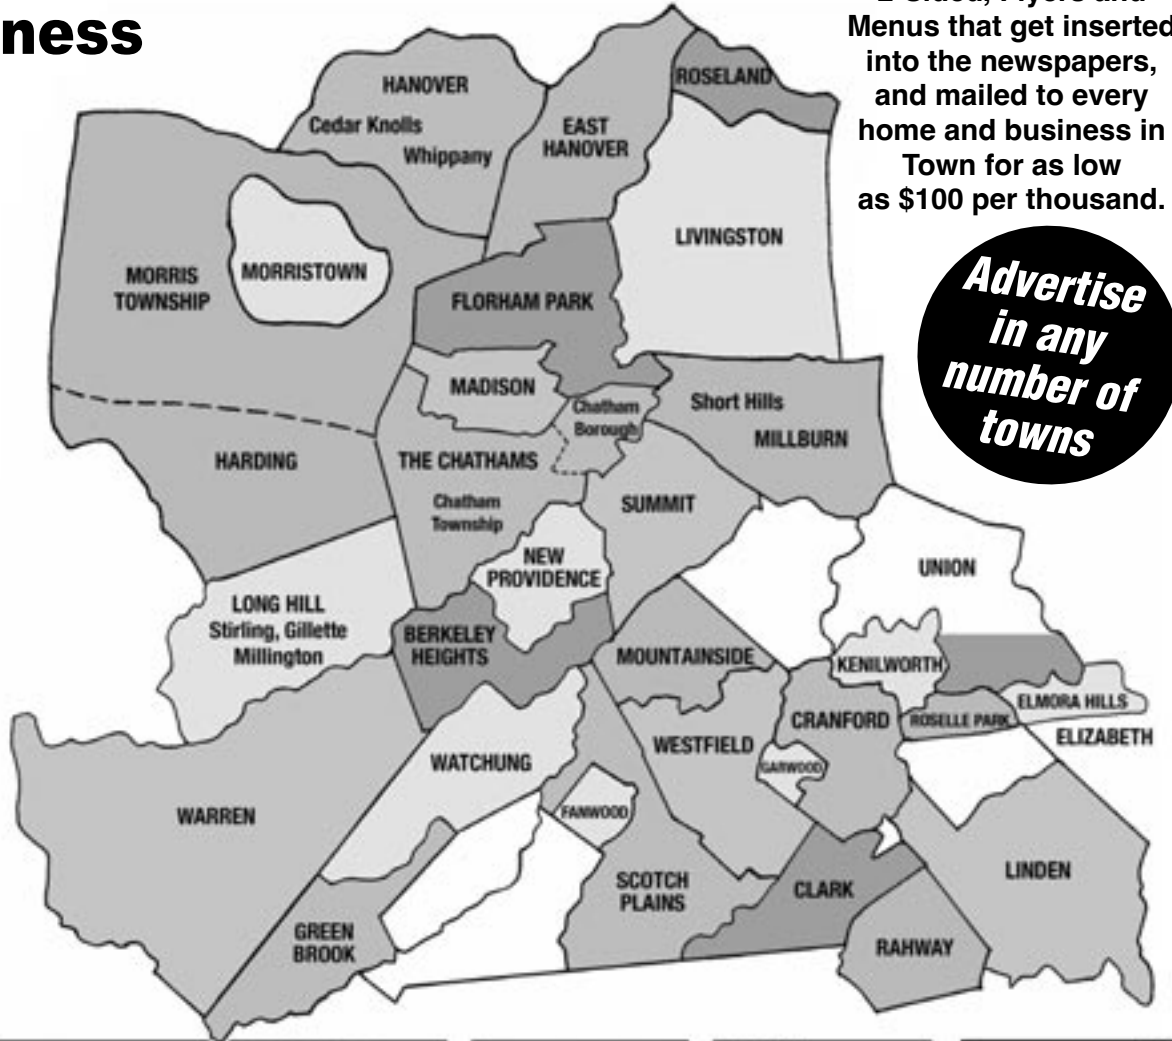 ness
Menus that get inserted
into the newspapers,
and mailed to every
home and business in
Town for as low
as $100 per thousand.
Advertise
in any
number of
towns
HANOVER
Cedar Knolls
Whippany
EAST
HANOVER
ROSELAND
LIVINGSTON
MORRIS
TOWNSHIP
MORRISTOWN
FLORHAM PARK
MADISON
Chatham
Borough
Short Hills
MILLBURN
HARDING
THE CHATHAMS
Chatham
Township
SUMMIT
NEW
PROVIDENCE
UNION
LONG HILL
Stirling, Gillette
Millington
BERKELEY
HEIGHTS
MOUNTAINSIDE
KENILWORTH
ELMORA HILLS
ROSELLE PARK
CRANFORD
ELIZABETH
WESTFIELD
WATCHUNG
GARWOOD
WARREN
FANWOOD
SCOTCH
PLAINS
CLARK
LINDEN
GREEN
BROOK
RAHWAY